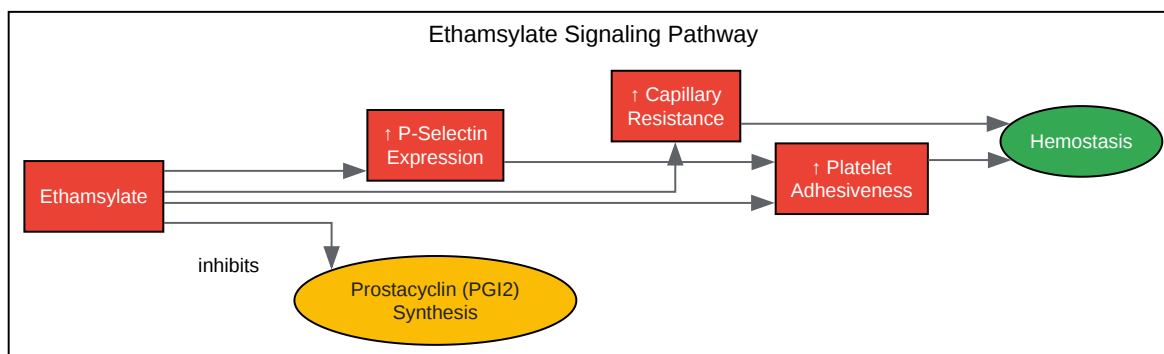 Ethamsylate Signaling Pathway
↑ Capillary
Resistance
↑ P-Selectin
Expression
Hemostasis
↑ Platelet
Adhesiveness
Ethamsylate
inhibits
Prostacyclin (PGI2)
Synthesis